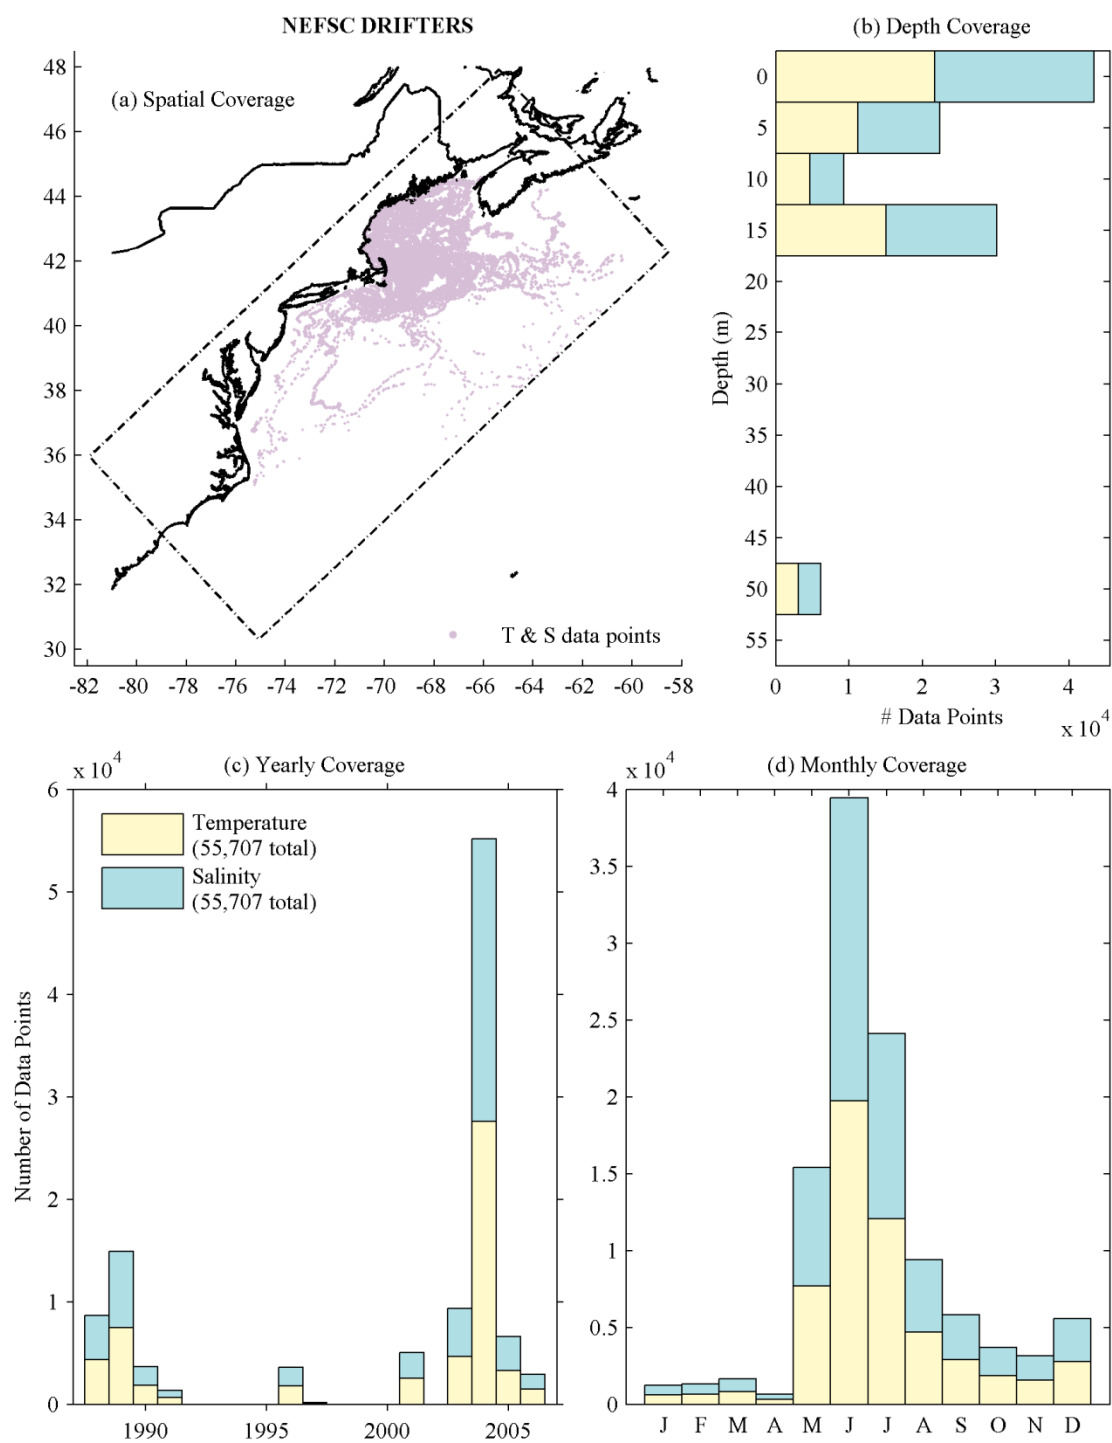 NEFSC DRIFTERS
(a) Spatial Coverage
48
46
44
42
40
38
36
34
32
30
T & S data points
-82 -80 -78 -76 -74 -72 -70 -68 -66 -64 -62 -60 -58
(b) Depth Coverage
0
5
10
15
20
25
30
35
40
45
50
55
Depth (m)
0 1 2 3 4
# Data Points
x 10^4
x 10^4
(c) Yearly Coverage
6
5
4
3
2
1
0
Number of Data Points
Temperature
(55,707 total)
Salinity
(55,707 total)
1990 1995 2000 2005
x 10^4
(d) Monthly Coverage
4
3.5
3
2.5
2
1.5
1
0.5
0
J F M A M J J A S O N D